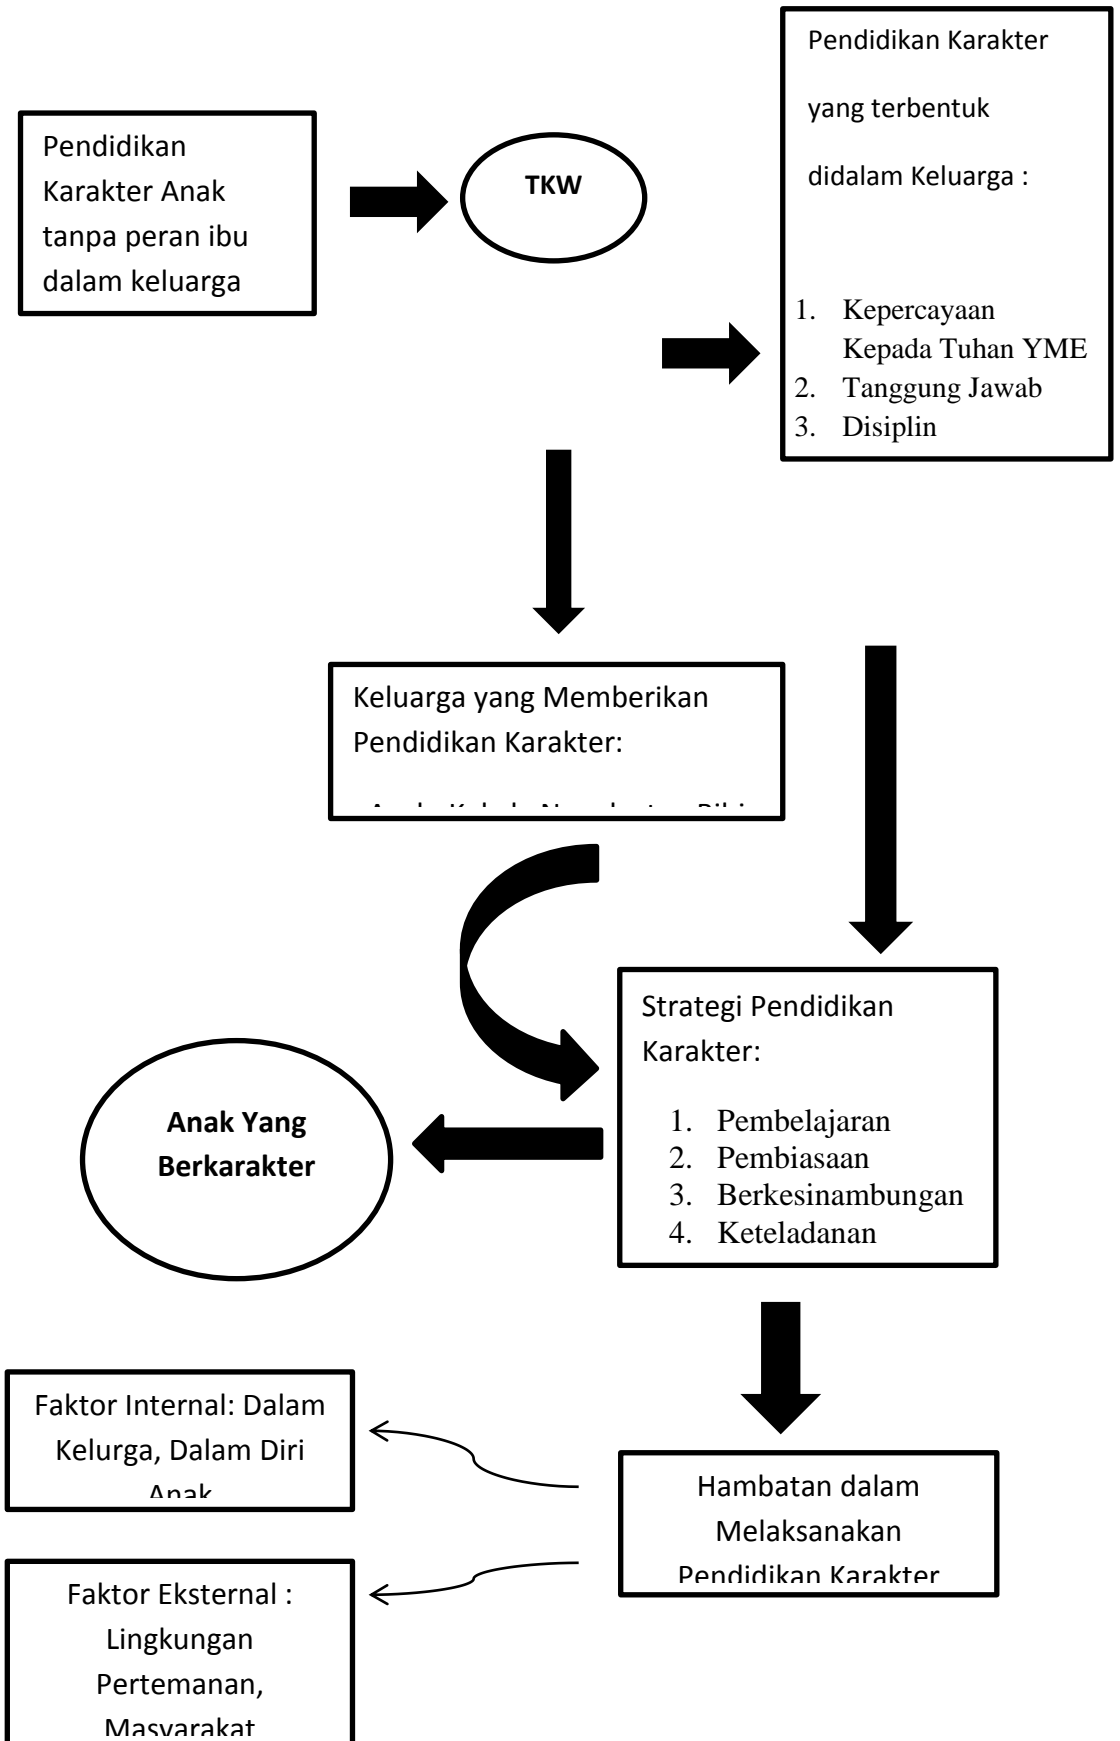 Pendidikan
Karakter Anak
tanpa peran ibu
dalam keluarga
TKW
Pendidikan Karakter
yang terbentuk
didalam Keluarga :
1. Kepercayaan
Kepada Tuhan YME
2. Tanggung Jawab
3. Disiplin
Keluarga yang Memberikan
Pendidikan Karakter:
Strategi Pendidikan
Karakter:
1. Pembelajaran
2. Pembiasaan
3. Berkesinambungan
4. Keteladanan
Anak Yang
Berkarakter
Faktor Internal: Dalam
Kelurga, Dalam Diri
Anak
Hambatan dalam
Melaksanakan
Pendidikan Karakter
Faktor Eksternal :
Lingkungan
Pertemanan,
Masyarakat